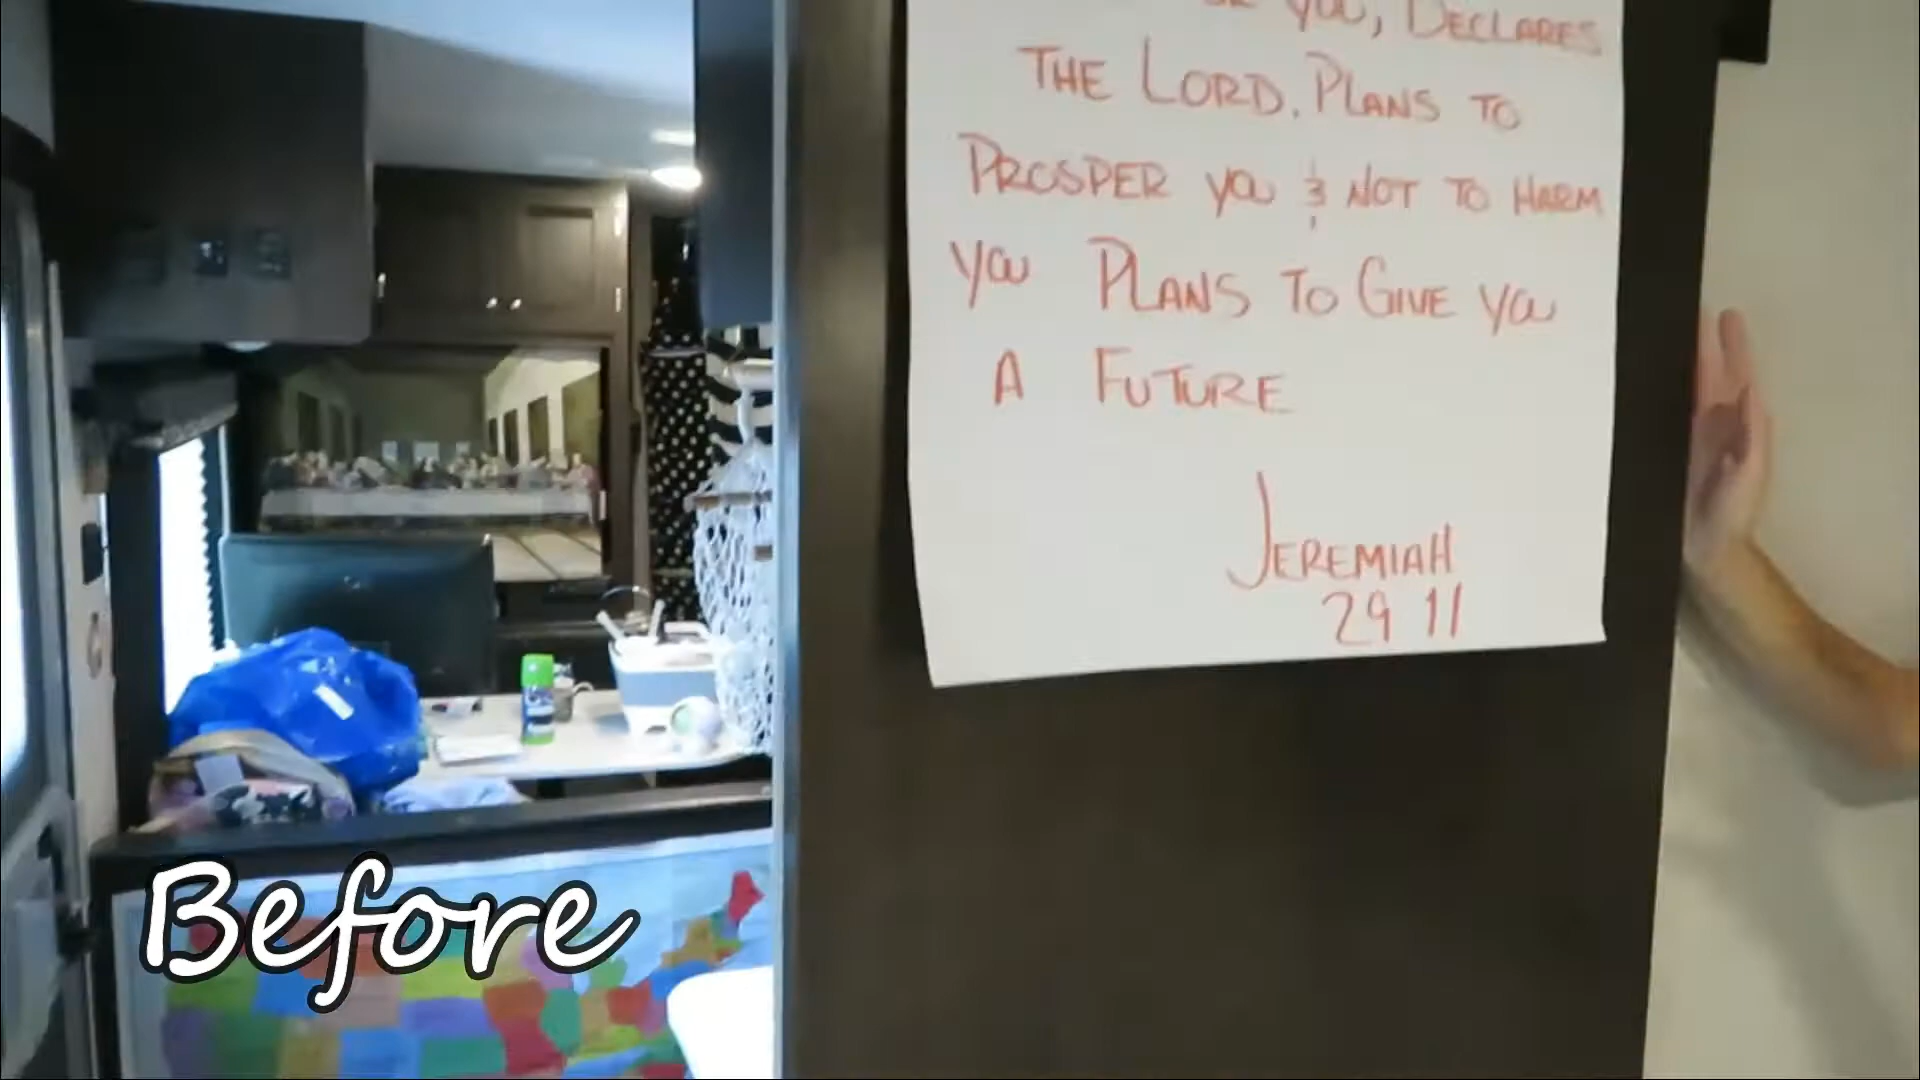 YOU, DECLARES
THE LORD. PLANS TO
PROSPER YOU & NOT TO HARM
YOU PLANS TO GIVE YOU
A FUTURE
JEREMIAH
29 11
Before